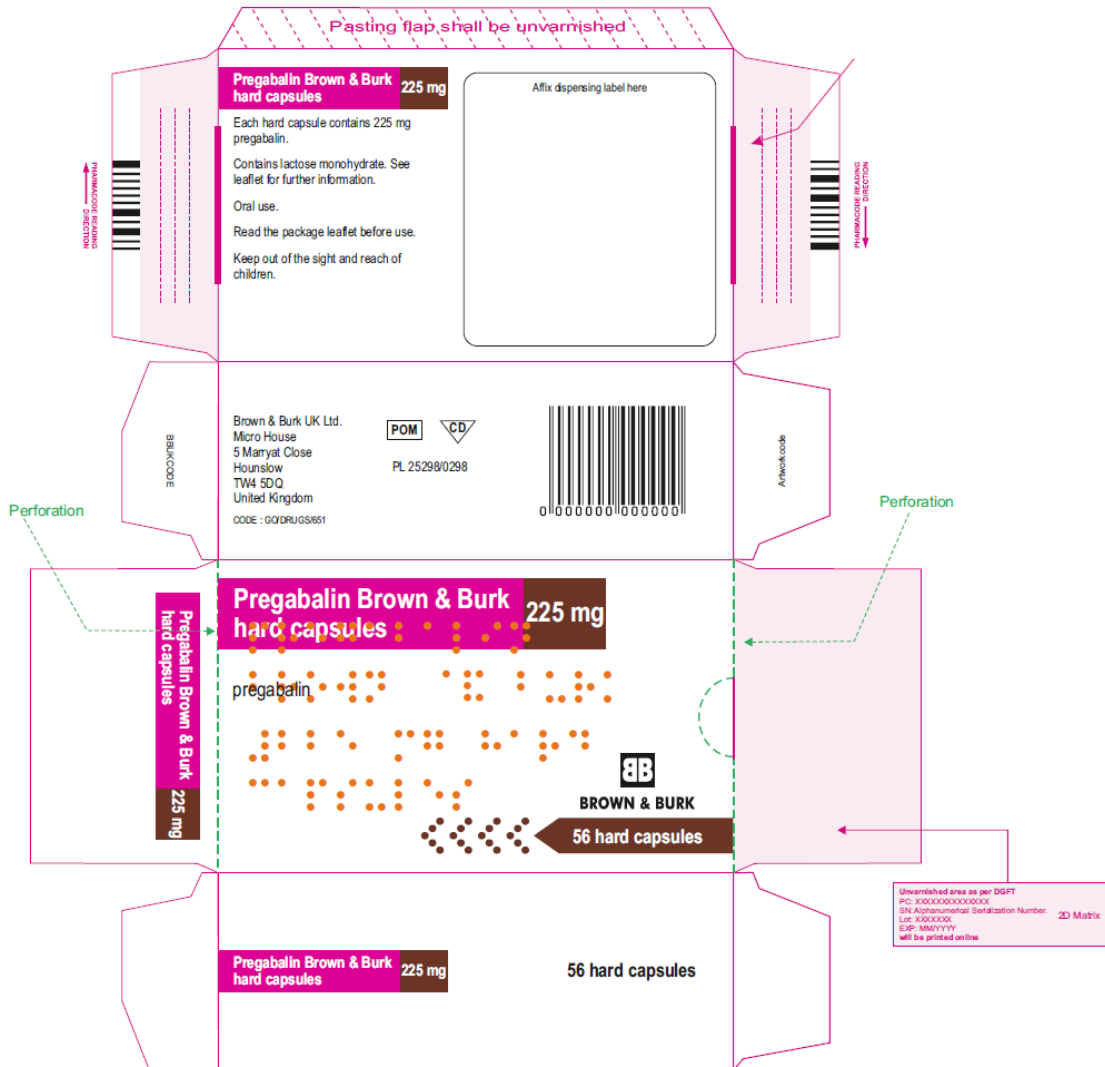 Pasting flap shall be unvarnished
Pregabalin Brown & Burk
hard capsules
225 mg
Each hard capsule contains 225 mg
pregabalin.
Contains lactose monohydrate. See
leaflet for further information.
Oral use.
Read the package leaflet before use.
Keep out of the sight and reach of
children.
Affix dispensing label here
PHARMACODE READING
DIRECTION
PHARMACODE READING
DIRECTION
BBUKCODE
Brown & Burk UK Ltd.
Micro House
5 Marryat Close
Hounslow
TW4 5DQ
United Kingdom
CODE : GO/DRUGS/651
POM
CD
PL 25298/0298
0 000000 000000
Artworkcode
Perforation
Perforation
Pregabalin Brown & Burk
hard capsules
225 mg
Pregabalin Brown & Burk
hard capsules
225 mg
pregabalin
BB
BROWN & BURK
56 hard capsules
Unvarnished area as per DGFT
PC: XXXXXXXXXXXXXX
SN: Alphanumerical Serialization Number.
Lot: XXXXXXX
EXP: MM/YYYY
will be printed online
2D Matrix
Pregabalin Brown & Burk
hard capsules
225 mg
56 hard capsules